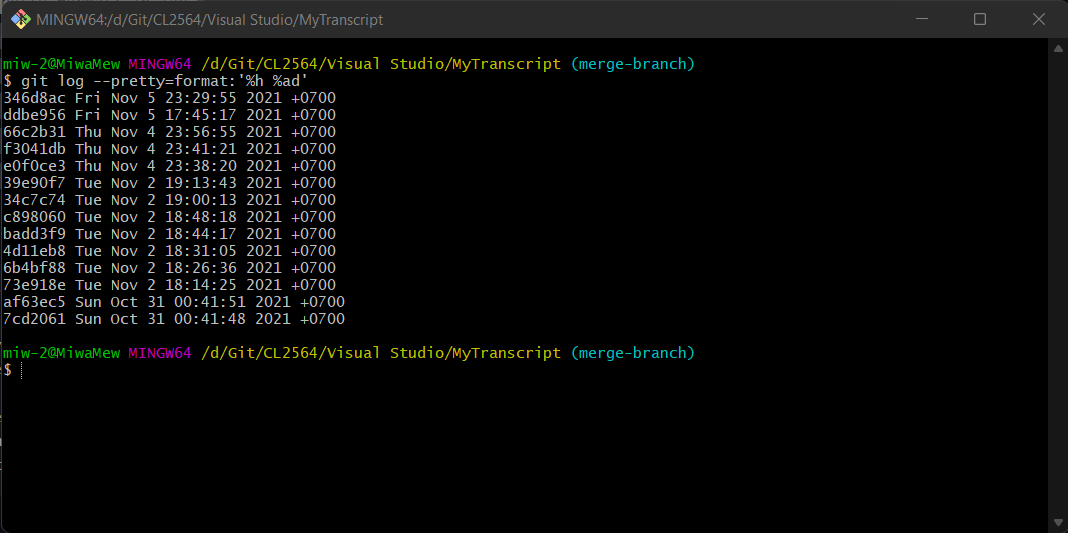 MINGW64:/d/Git/CL2564/Visual Studio/MyTranscript
miw-2@MiwaMew MINGW64 /d/Git/CL2564/Visual Studio/MyTranscript (merge-branch)
$ git log --pretty=format:'%h %ad'
346d8ac Fri Nov 5 23:29:55 2021 +0700
ddbe956 Fri Nov 5 17:45:17 2021 +0700
66c2b31 Thu Nov 4 23:56:55 2021 +0700
f3041db Thu Nov 4 23:41:21 2021 +0700
e0f0ce3 Thu Nov 4 23:38:20 2021 +0700
39e90f7 Tue Nov 2 19:13:43 2021 +0700
34c7c74 Tue Nov 2 19:00:13 2021 +0700
c898060 Tue Nov 2 18:48:18 2021 +0700
badd3f9 Tue Nov 2 18:44:17 2021 +0700
4d11eb8 Tue Nov 2 18:31:05 2021 +0700
6b4bf88 Tue Nov 2 18:26:36 2021 +0700
73e918e Tue Nov 2 18:14:25 2021 +0700
af63ec5 Sun Oct 31 00:41:51 2021 +0700
7cd2061 Sun Oct 31 00:41:48 2021 +0700
miw-2@MiwaMew MINGW64 /d/Git/CL2564/Visual Studio/MyTranscript (merge-branch)
$